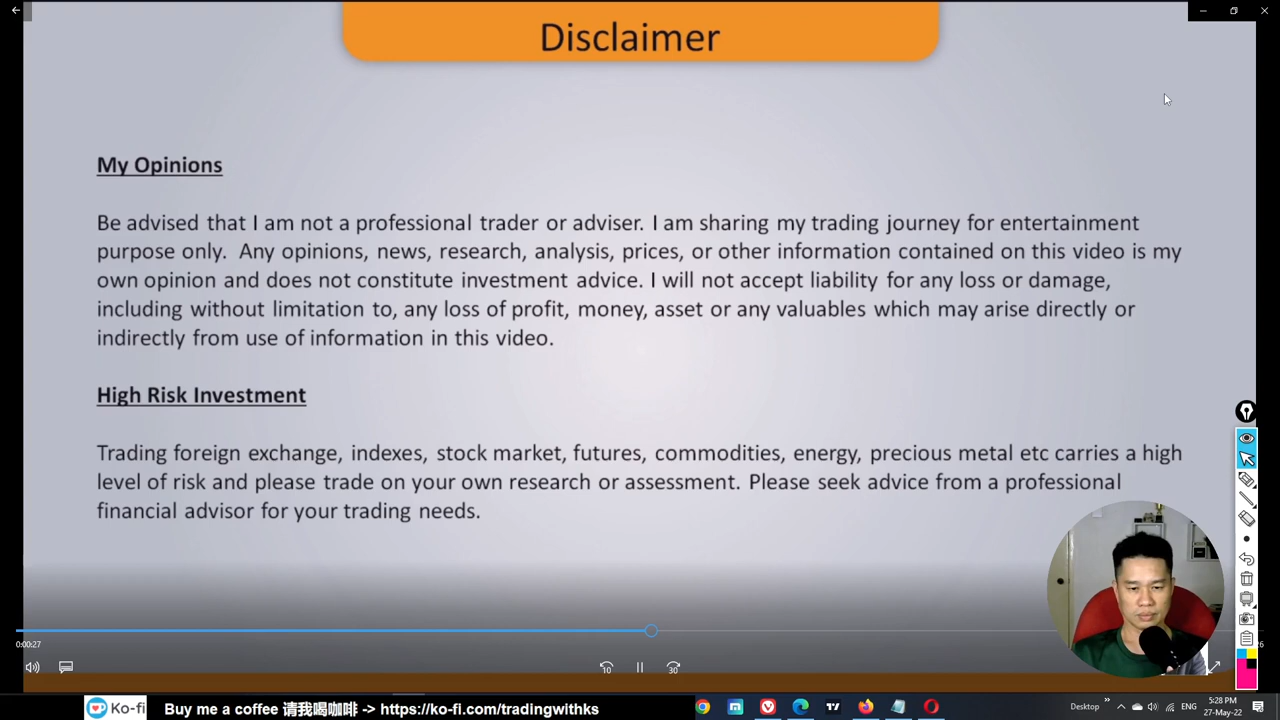 Disclaimer
My Opinions
Be advised that I am not a professional trader or adviser. I am sharing my trading journey for entertainment
purpose only. Any opinions, news, research, analysis, prices, or other information contained on this video is my
own opinion and does not constitute investment advice. I will not accept liability for any loss or damage,
including without limitation to, any loss of profit, money, asset or any valuables which may arise directly or
indirectly from use of information in this video.
High Risk Investment
Trading foreign exchange, indexes, stock market, futures, commodities, energy, precious metal etc carries a high
level of risk and please trade on your own research or assessment. Please seek advice from a professional
financial advisor for your trading needs.
0:00:27
10
30
Ko-fi
Buy me a coffee 请我喝咖啡 -> https://ko-fi.com/tradingwithks
Desktop
ENG
5:28 PM
27-May-22